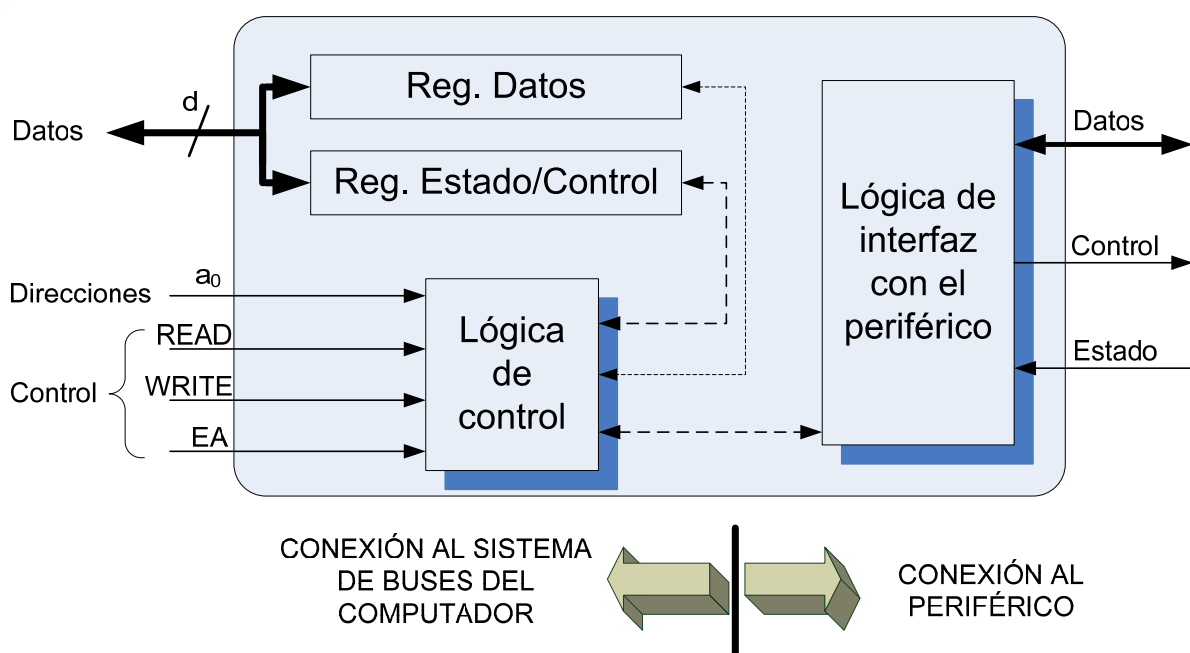 Reg. Datos
d
Datos
Reg. Estado/Control
Datos
Lógica de
interfaz
con el
periférico
Control
Estado
Direcciones
a₀
READ
Control
WRITE
EA
Lógica
de
control
CONEXIÓN AL SISTEMA
DE BUSES DEL
COMPUTADOR
CONEXIÓN AL
PERIFÉRICO